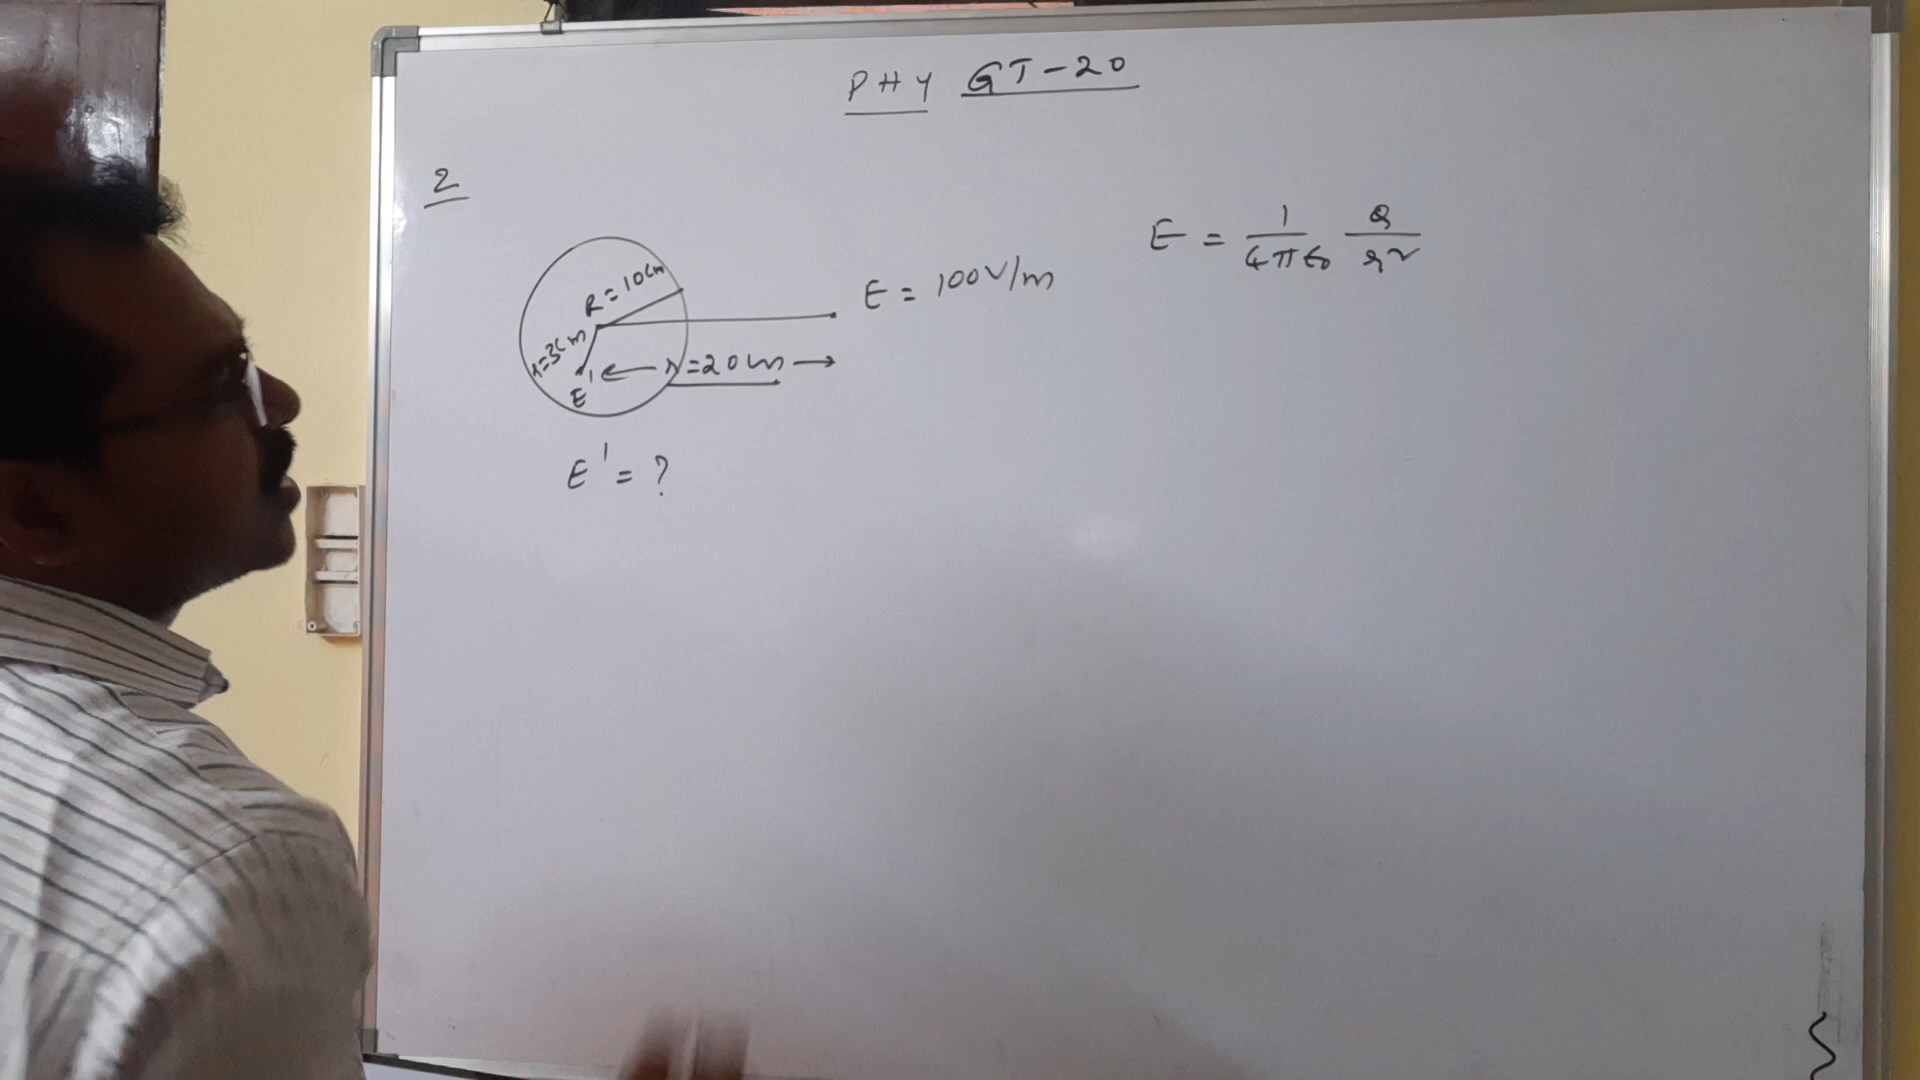 PHY GT-20
2
E = 1/4πε₀ Q/r²
R=10cm
E = 100V/m
r=3cm
r=20cm
E'
E' = ?